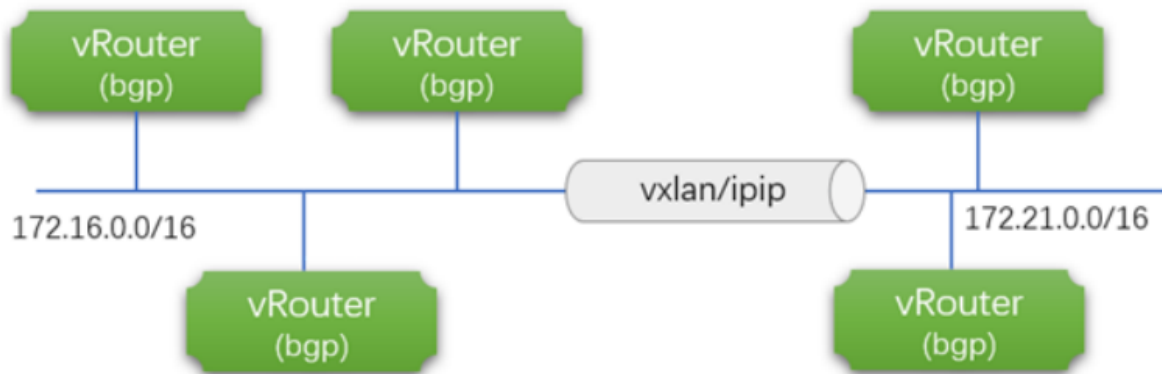 vRouter
(bgp)
vRouter
(bgp)
vRouter
(bgp)
vxlan/ipip
172.16.0.0/16
172.21.0.0/16
vRouter
(bgp)
vRouter
(bgp)